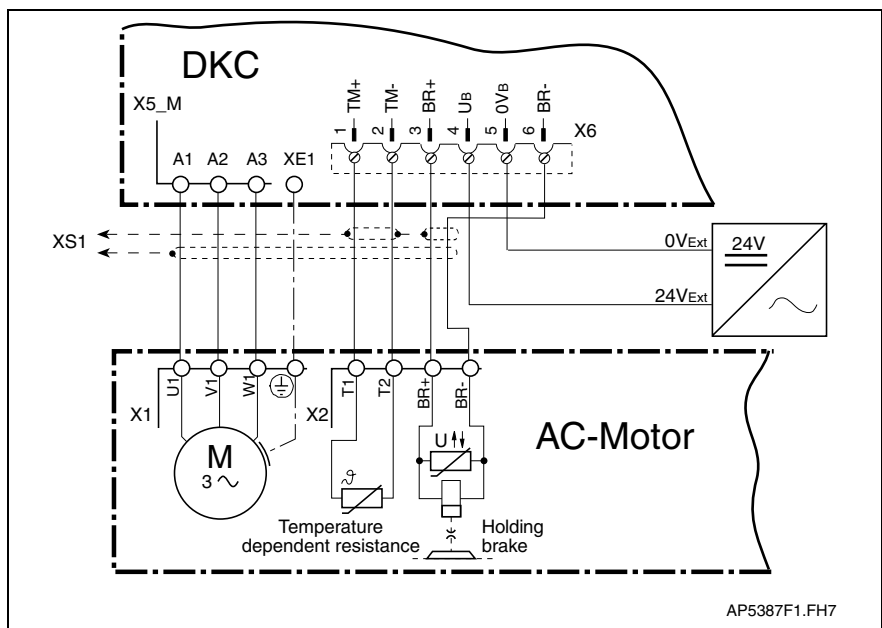 DKC
X5_M
TM+ TM- BR+ UB 0VB BR-
1 2 3 4 5 6 X6
A1 A2 A3 XE1
XS1
0VExt
24V
24VExt
U1 V1 W1 T1 T2 BR+ BR-
X1 X2
AC-Motor
M
3
U
ϑ
Temperature
dependent resistance
Holding
brake
AP5387F1.FH7